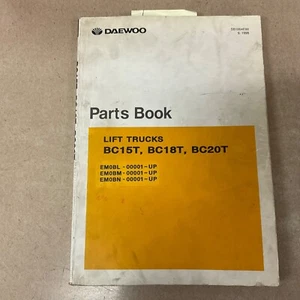 DAEWOO
Parts Book
LIFT TRUCKS
BC15T, BC18T, BC20T
EM0BL - 00001 - UP
EM0BM - 00001 - UP
EM0BN - 00001 - UP